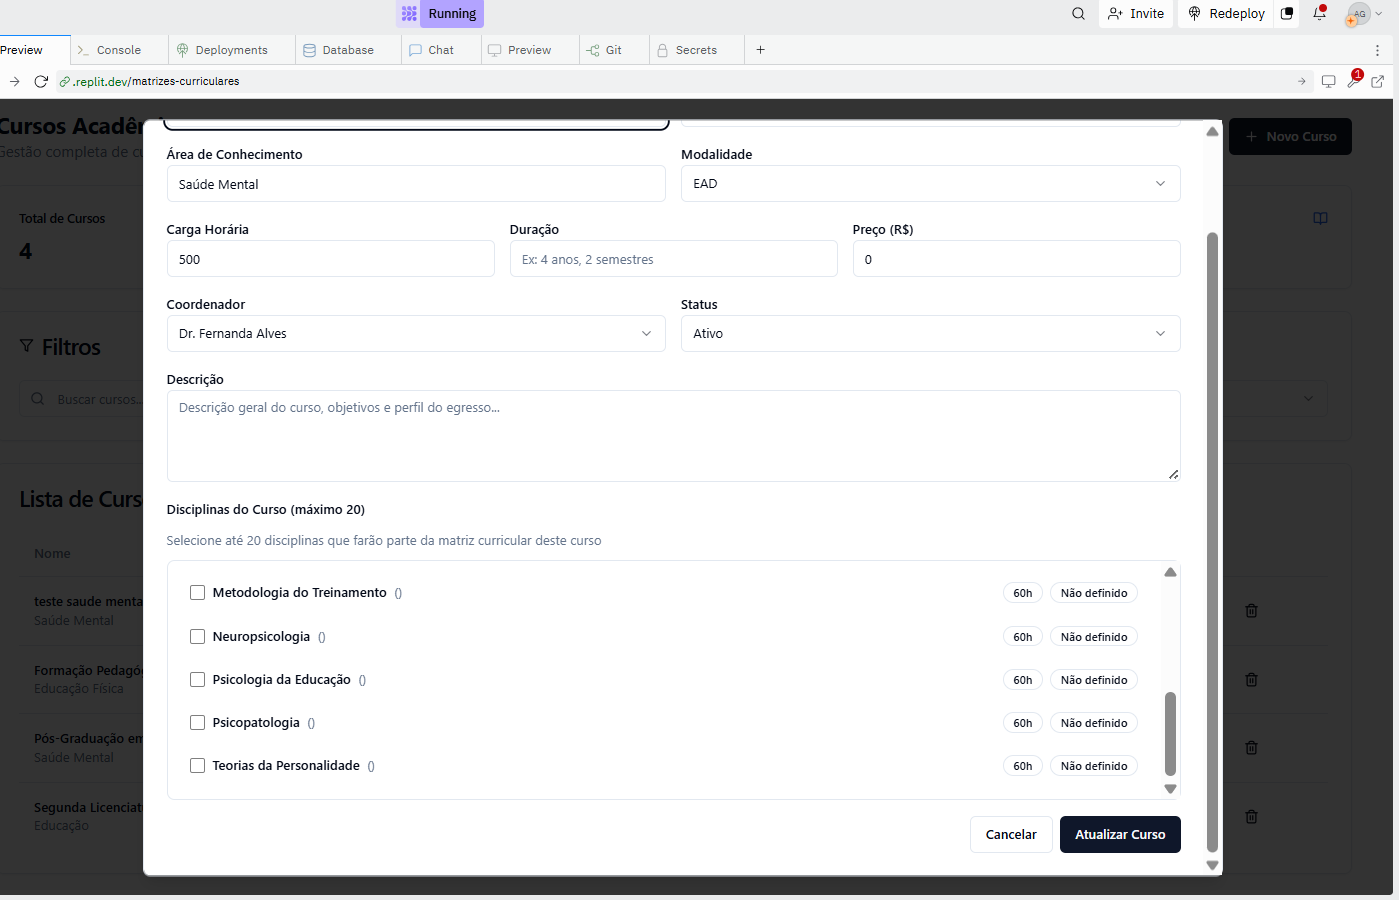 Running
Invite
Redeploy
AG
Preview
Console
Deployments
Database
Chat
Preview
Git
Secrets
.replit.dev/matrizes-curriculares
1
Cursos Acadê
Gestão completa de cu
Novo Curso
Total de Cursos
4
Filtros
Buscar cursos...
Lista de Curs
Nome
teste saude menta
Saúde Mental
Formação Pedagóg
Educação Física
Pós-Graduação em
Saúde Mental
Segunda Licenciat
Educação
Área de Conhecimento
Modalidade
Saúde Mental
EAD
Carga Horária
Duração
Preço (R$)
500
Ex: 4 anos, 2 semestres
0
Coordenador
Status
Dr. Fernanda Alves
Ativo
Descrição
Descrição geral do curso, objetivos e perfil do egresso...
Disciplinas do Curso (máximo 20)
Selecione até 20 disciplinas que farão parte da matriz curricular deste curso
Metodologia do Treinamento () 60h Não definido
Neuropsicologia () 60h Não definido
Psicologia da Educação () 60h Não definido
Psicopatologia () 60h Não definido
Teorias da Personalidade () 60h Não definido
Cancelar
Atualizar Curso